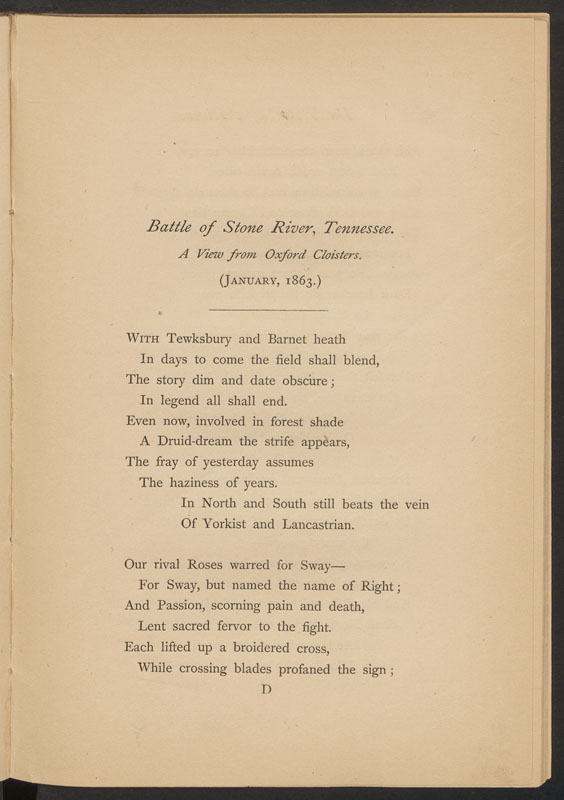 Battle of Stone River, Tennessee.
A View from Oxford Cloisters.
(JANUARY, 1863.)
WITH Tewksbury and Barnet heath
In days to come the field shall blend,
The story dim and date obscure;
In legend all shall end.
Even now, involved in forest shade
A Druid-dream the strife appears,
The fray of yesterday assumes
The haziness of years.
In North and South still beats the vein
Of Yorkist and Lancastrian.
Our rival Roses warred for Sway—
For Sway, but named the name of Right;
And Passion, scorning pain and death,
Lent sacred fervor to the fight.
Each lifted up a broidered cross,
While crossing blades profaned the sign;
D